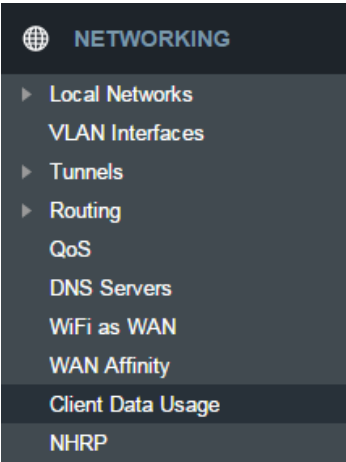 NETWORKING
Local Networks
VLAN Interfaces
Tunnels
Routing
QoS
DNS Servers
WiFi as WAN
WAN Affinity
Client Data Usage
NHRP